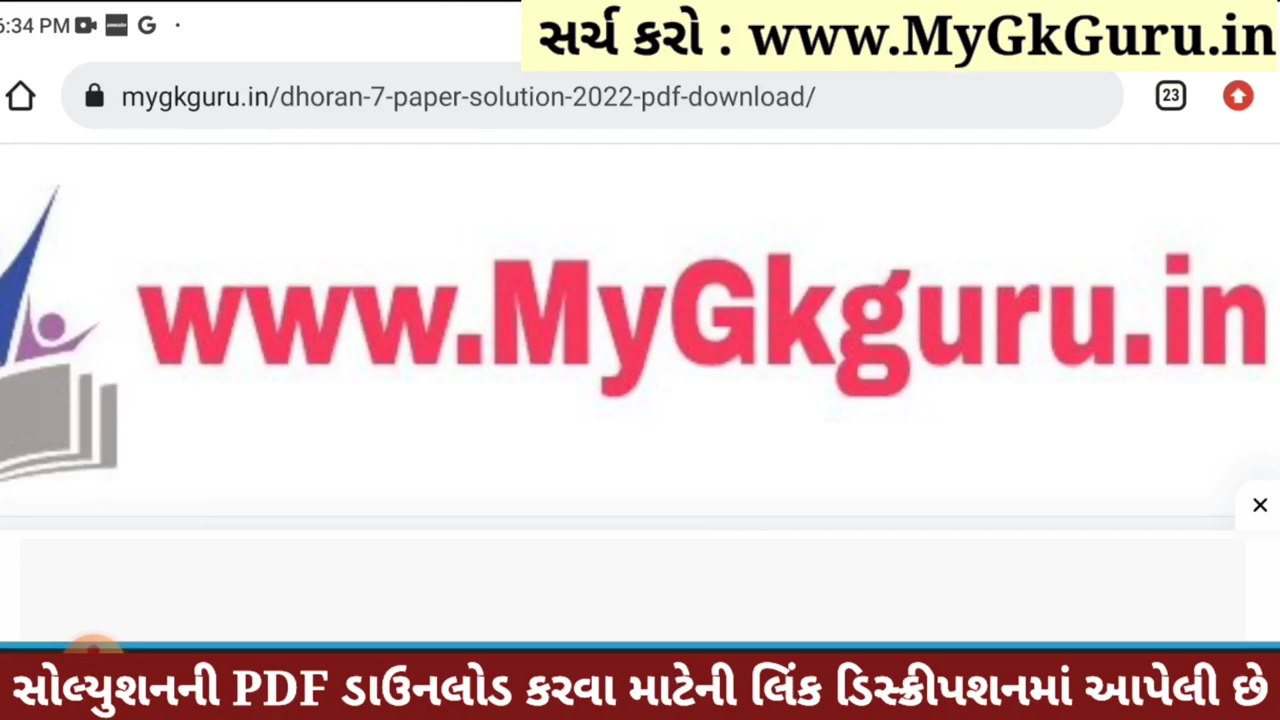 6:34 PM
સર્ચ કરો : www.MyGkGuru.in
mygkguru.in/dhoran-7-paper-solution-2022-pdf-download/
23
www.MyGkguru.in
સોલ્યુશનની PDF ડાઉનલોડ કરવા માટેની લિંક ડિસ્ક્રીપશનમાં આપેલી છે